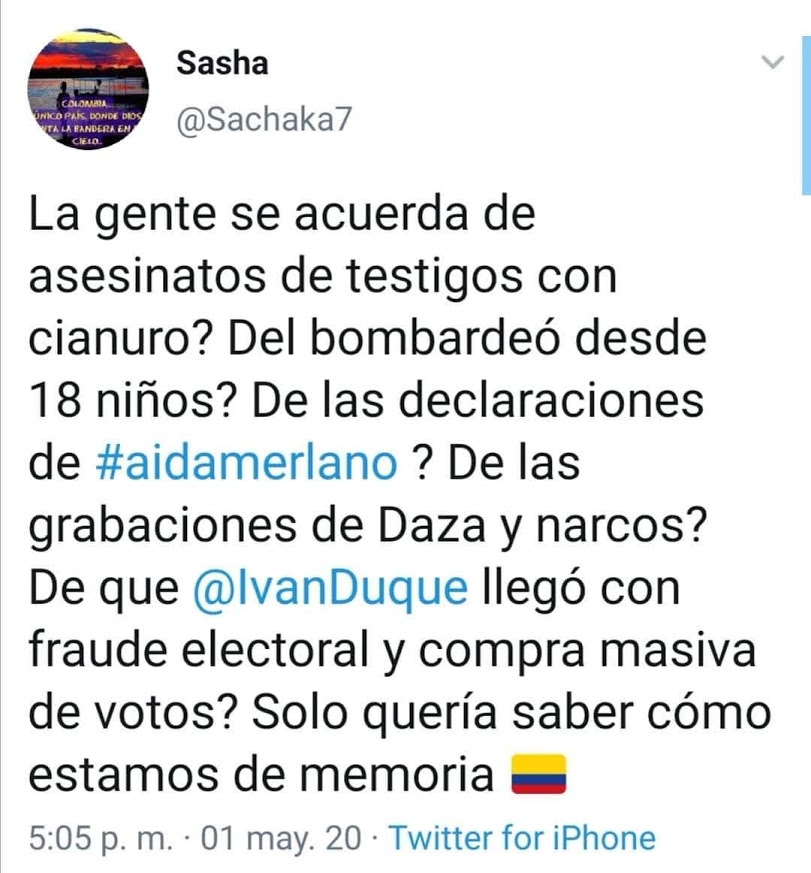 Sasha
@Sachaka7
COLOMBIA
ÚNICO PAÍS, DONDE DIOS
LA BANDERA EN
CIELO.
La gente se acuerda de
asesinatos de testigos con
cianuro? Del bombardeó desde
18 niños? De las declaraciones
de #aidamerlano ? De las
grabaciones de Daza y narcos?
De que @IvanDuque llegó con
fraude electoral y compra masiva
de votos? Solo quería saber cómo
estamos de memoria 🇨🇴
5:05 p. m. · 01 may. 20 · Twitter for iPhone